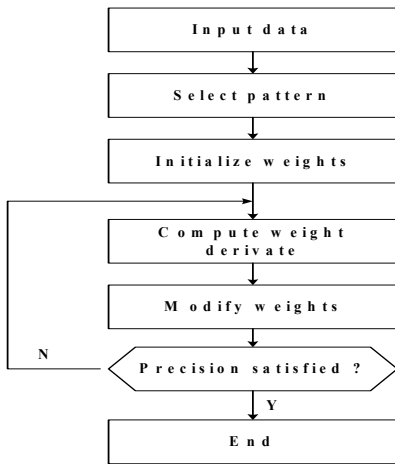 Input data
Select pattern
Initialize weights
Compute weight
derivate
Modify weights
N
Precision satisfied ?
Y
End